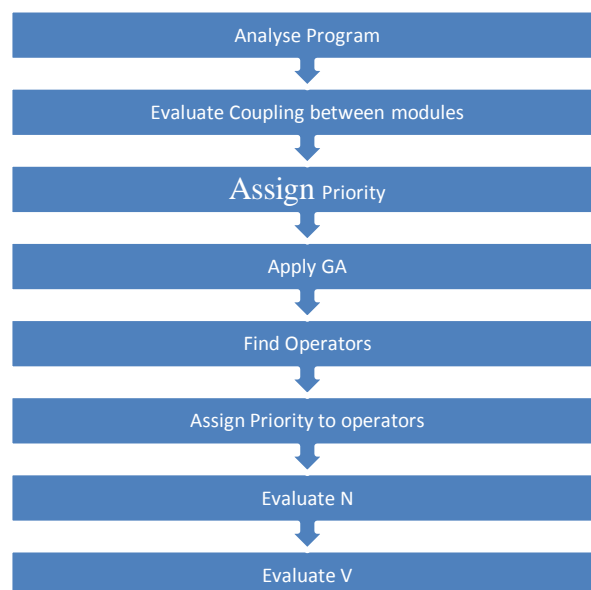 Analyse Program
Evaluate Coupling between modules
Assign Priority
Apply GA
Find Operators
Assign Priority to operators
Evaluate N
Evaluate V